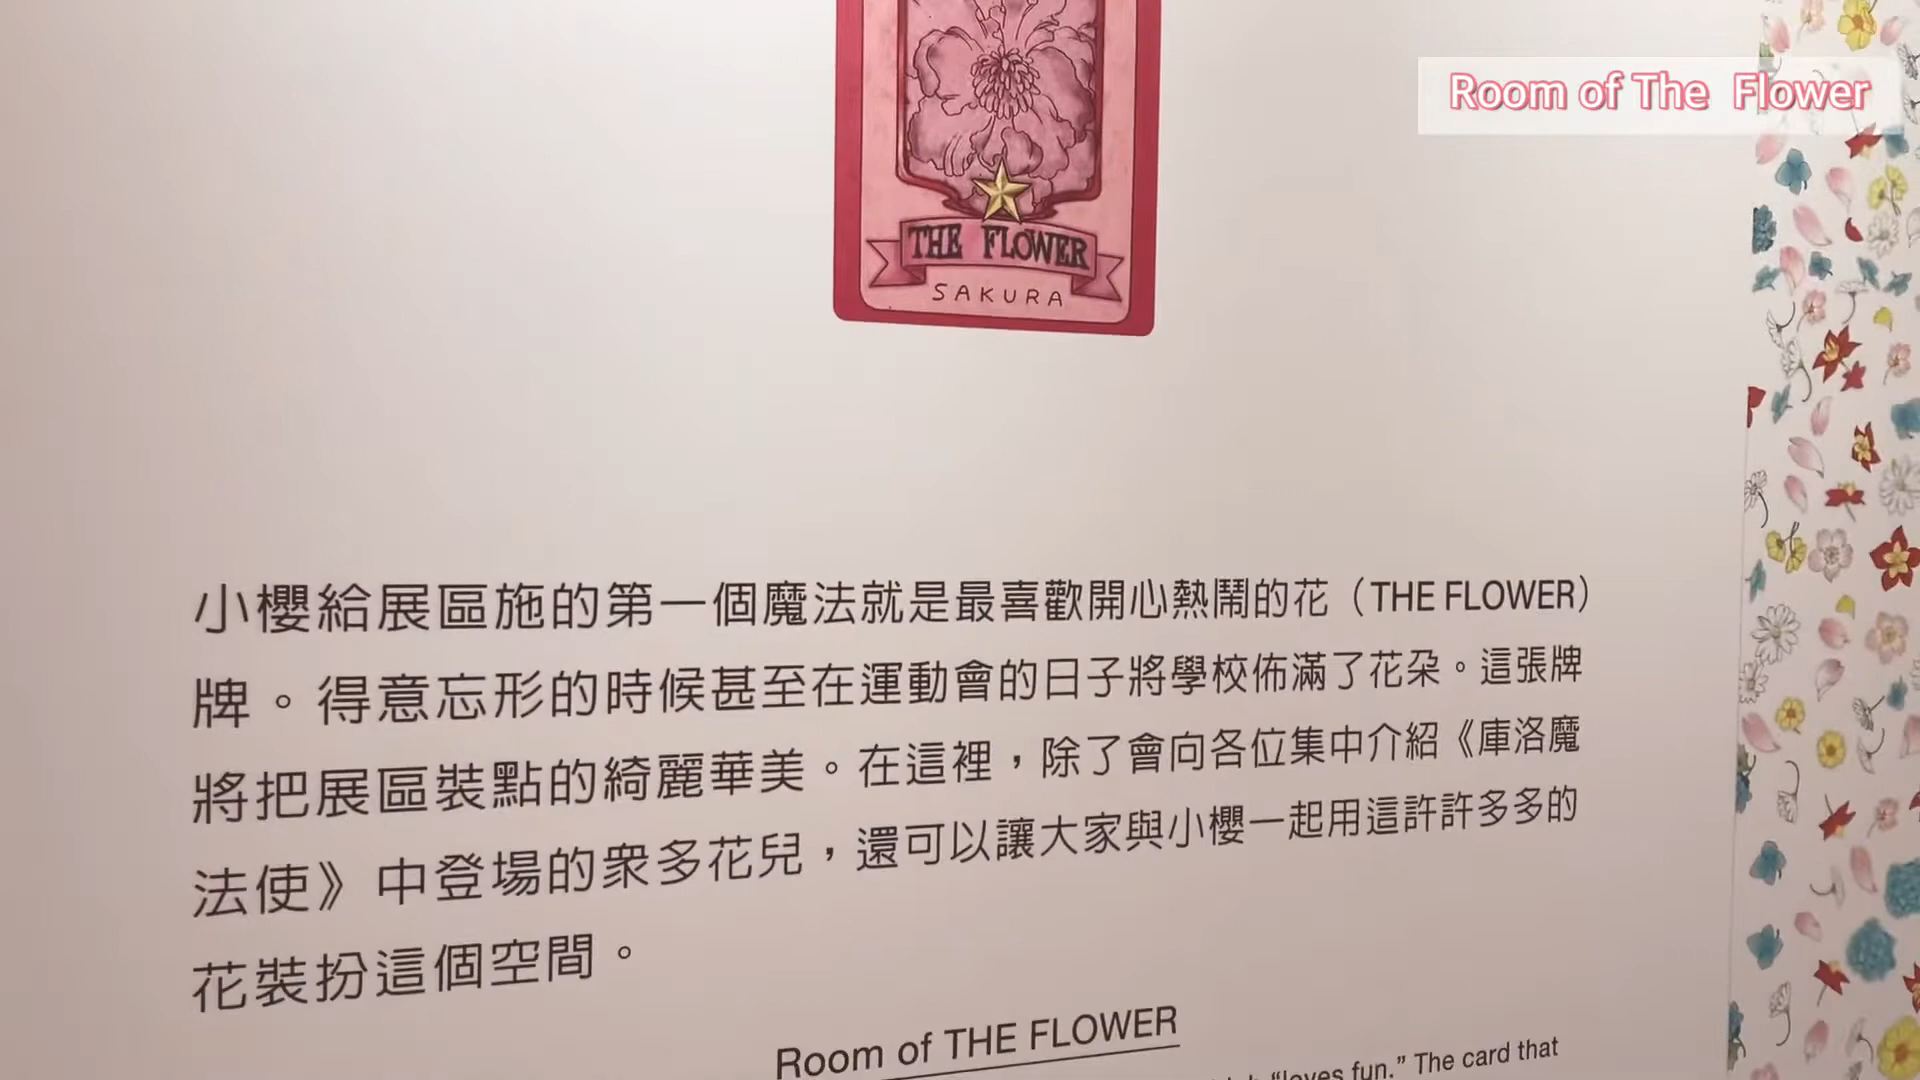 Room of The Flower
THE FLOWER
SAKURA
小櫻給展區施的第一個魔法就是最喜歡開心熱鬧的花（THE FLOWER）
牌。得意忘形的時候甚至在運動會的日子將學校佈滿了花朵。這張牌
將把展區裝點的綺麗華美。在這裡，除了會向各位集中介紹《庫洛魔
法使》中登場的眾多花兒，還可以讓大家與小櫻一起用這許許多多的
花裝扮這個空間。
Room of THE FLOWER
“loves fun.” The card that